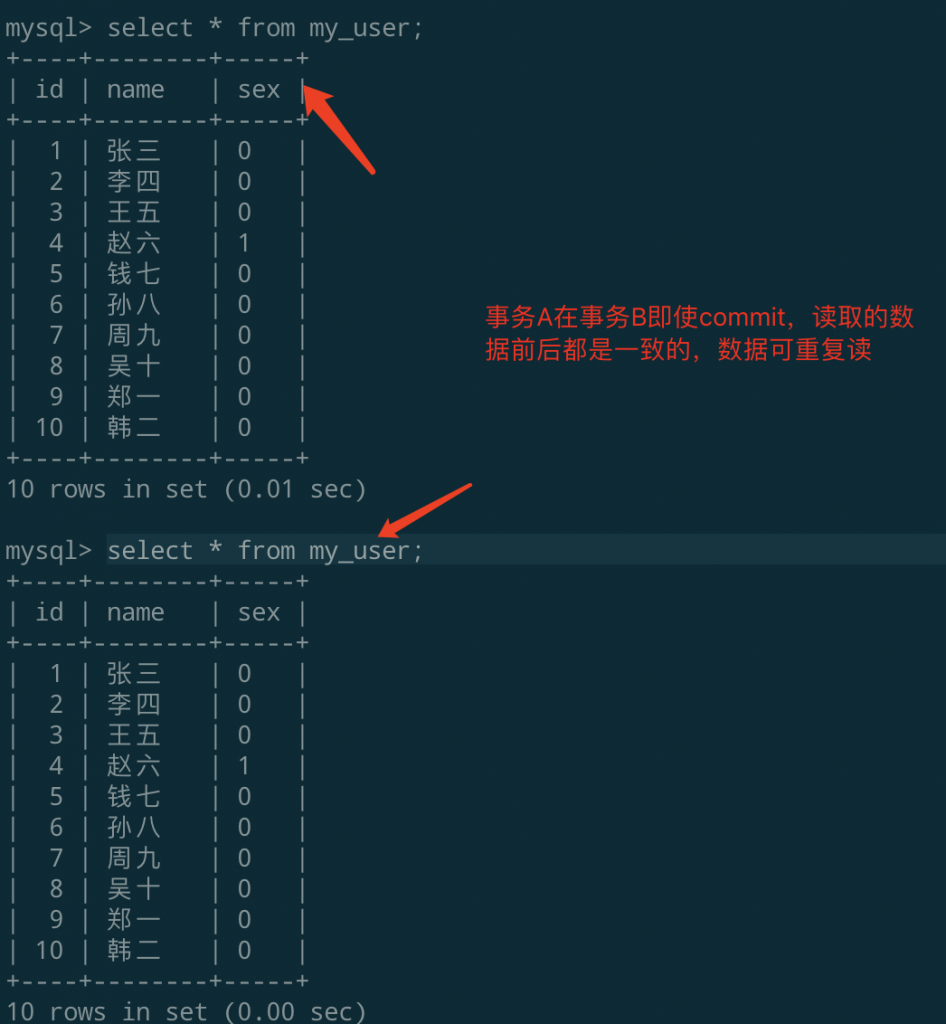 mysql> select * from my_user;
+----+--------+-----+
| id | name   | sex |
+----+--------+-----+
|  1 | 张三   | 0   |
|  2 | 李四   | 0   |
|  3 | 王五   | 0   |
|  4 | 赵六   | 1   |
|  5 | 钱七   | 0   |
|  6 | 孙八   | 0   |
|  7 | 周九   | 0   |
|  8 | 吴十   | 0   |
|  9 | 郑一   | 0   |
| 10 | 韩二   | 0   |
+----+--------+-----+
10 rows in set (0.01 sec)
事务A在事务B即使commit，读取的数
据前后都是一致的，数据可重复读
mysql> select * from my_user;
+----+--------+-----+
| id | name   | sex |
+----+--------+-----+
|  1 | 张三   | 0   |
|  2 | 李四   | 0   |
|  3 | 王五   | 0   |
|  4 | 赵六   | 1   |
|  5 | 钱七   | 0   |
|  6 | 孙八   | 0   |
|  7 | 周九   | 0   |
|  8 | 吴十   | 0   |
|  9 | 郑一   | 0   |
| 10 | 韩二   | 0   |
+----+--------+-----+
10 rows in set (0.00 sec)